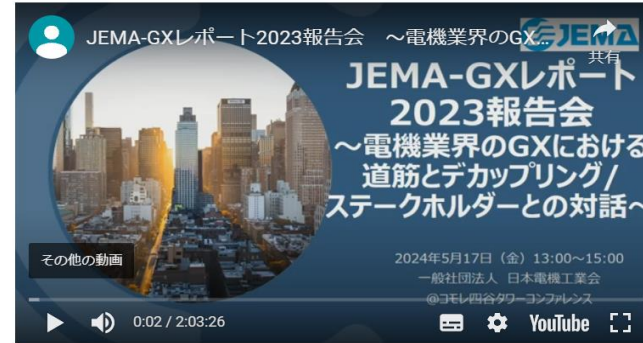 JEMA-GXレポート2023報告会 ～電機業界のGX...
JEMA
共有
JEMA-GXレポート
2023報告会
～電機業界のGXにおける
道筋とデカップリング/
ステークホルダーとの対話～
その他の動画
2024年5月17日（金）13:00～15:00
一般社団法人 日本電機工業会
@コモレ四谷タワーコンファレンス
0:02 / 2:03:26
YouTube